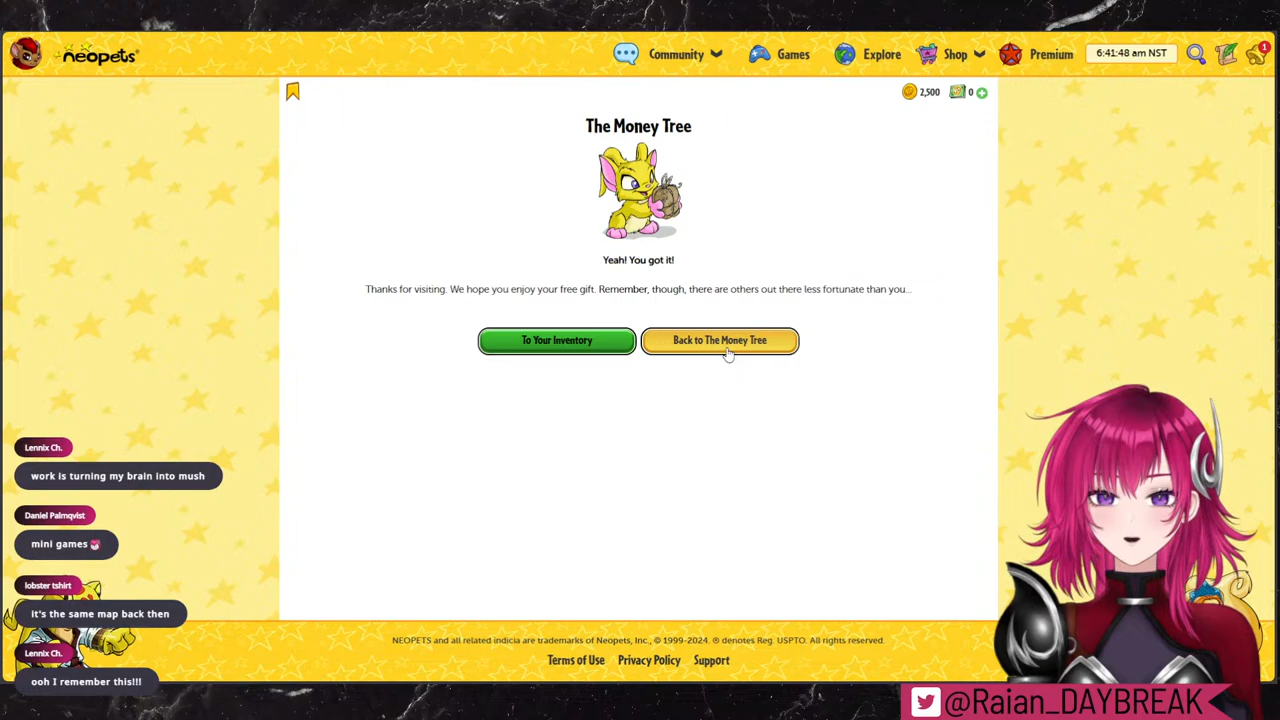 neopets®
Community
Games
Explore
Shop
Premium
6:41:48 am NST
1
2,500
0
The Money Tree
Yeah! You got it!
Thanks for visiting. We hope you enjoy your free gift. Remember, though, there are others out there less fortunate than you...
To Your Inventory
Back to The Money Tree
Lennix Ch.
work is turning my brain into mush
Daniel Palmqvist
mini games
lobster tshirt
it's the same map back then
Lennix Ch.
ooh I remember this!!!
NEOPETS and all related indicia are trademarks of Neopets, Inc., © 1999-2024. ® denotes Reg. USPTO. All rights reserved.
Terms of Use
Privacy Policy
Support
@Raian_DAYBREAK